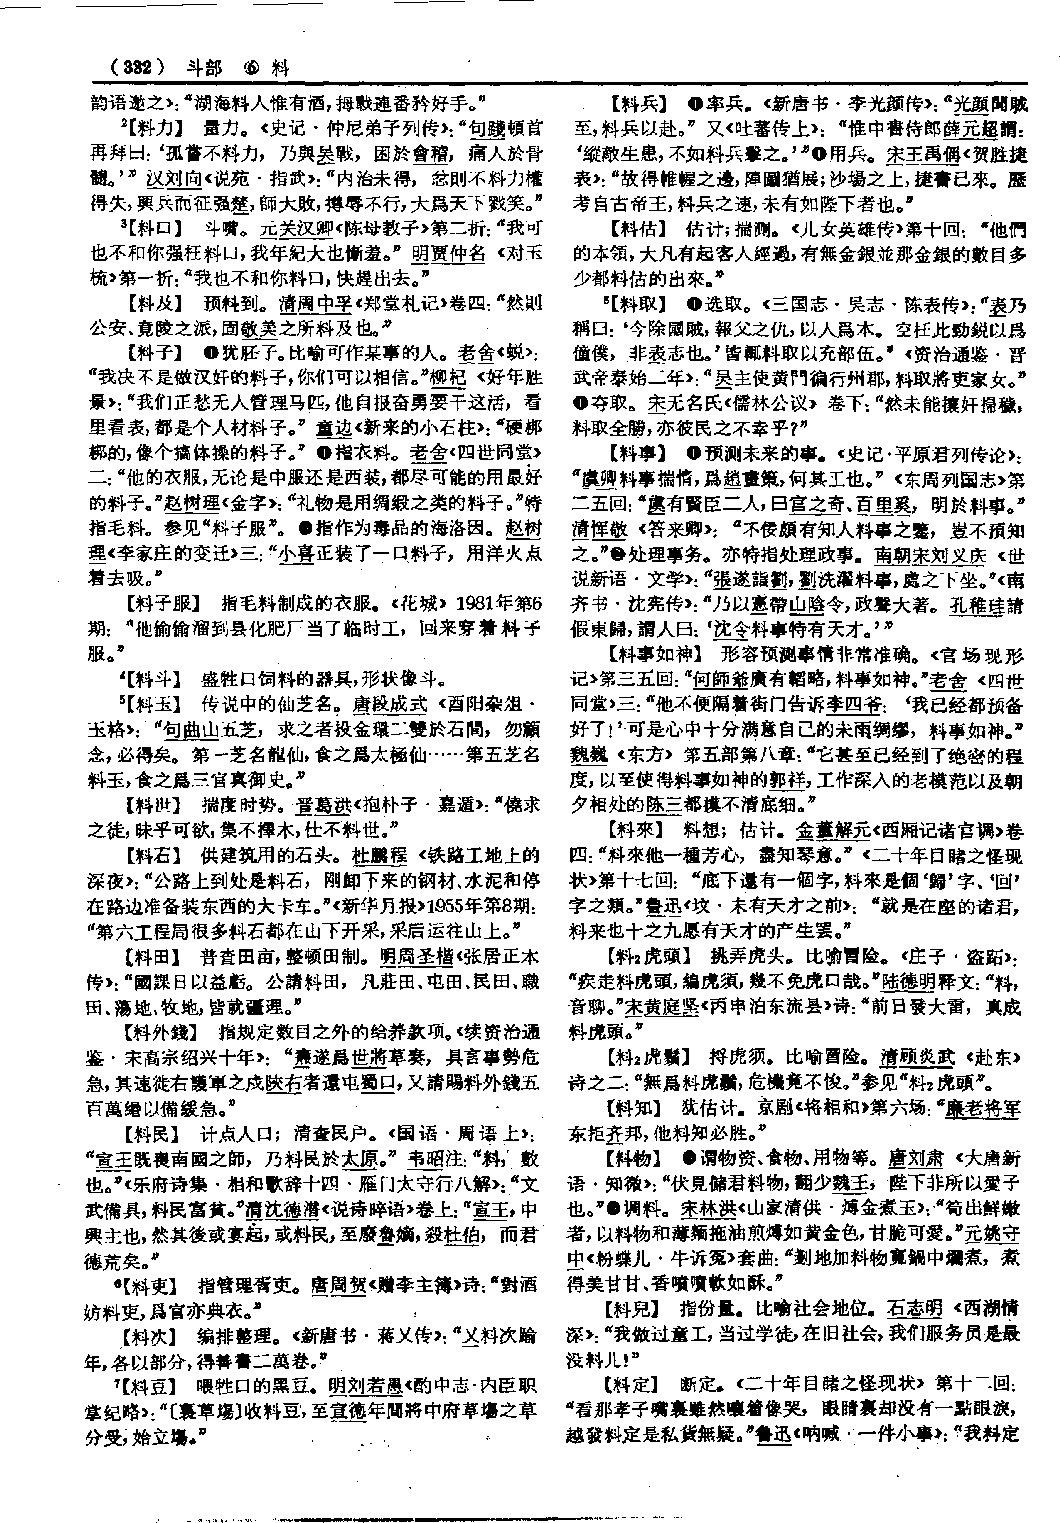 (332) 斗部 ⑥ 料
韵语遨之》：“湖海料人惟有酒，拇戰連番矜好手。”
²【料力】 量力。《史记·仲尼弟子列传》：“句踐頓首
再拜曰：‘孤嘗不料力，乃與吴戰，困於會稽，痛人於骨
髓。’”汉刘向《说苑·指武》：“内治未得，忿則不料力權
得失，興兵而征强楚，師大敗，撙辱不行，大爲天下戮笑。”
³【料口】 斗嘴。元关汉卿《陈母教子》第二折：“我可
也不和你强枉料口，我年紀大也慚羞。”明贾仲名《对玉
梳》第一折：“我也不和你料口，快趕出去。”
【料及】 预料到。清周中孚《郑堂札记》卷四：“然則
公安、竟陵之派，固敬美之所料及也。”
【料子】 ❶犹胚子。比喻可作某事的人。老舍《蜕》：
“我决不是做汉奸的料子，你们可以相信。”柳杞《好年胜
景》：“我们正愁无人管理马匹，他自报奋勇要干这活，看
里看表，都是个人材料子。”童边《新来的小石柱》：“硬梆
梆的，像个搞体操的料子。”❷指衣料。老舍《四世同堂》
二：“他的衣服，无论是中服还是西装，都尽可能的用最好
的料子。”赵树理《金字》：“礼物是用绸缎之类的料子。”特
指毛料。参见“料子服”。❸指作为毒品的海洛因。赵树
理《李家庄的变迁》三：“小喜正装了一口料子，用洋火点
着去吸。”
【料子服】 指毛料制成的衣服。《花城》1981年第6
期：“他偷偷溜到县化肥厂当了临时工，回来穿着料子
服。”
⁴【料斗】 盛牲口饲料的器具，形状像斗。
⁵【料玉】 传说中的仙芝名。唐段成式《酉阳杂俎·
玉格》：“句曲山五芝，求之者投金環二雙於石間，勿顧
念，必得矣。第一芝名龍仙，食之爲太極仙……第五芝名
料玉，食之爲三官真御史。”
【料世】 揣度时势。晋葛洪《抱朴子·嘉遁》：“僥求
之徒，昧乎可欲，集不擇木，仕不料世。”
【料石】 供建筑用的石头。杜鹏程《铁路工地上的
深夜》：“公路上到处是料石，刚卸下来的钢材、水泥和停
在路边准备装东西的大卡车。”《新华月报》1955年第8期：
“第六工程局很多料石都在山下开采，采后运往山上。”
【料田】 普查田亩，整顿田制。明周圣楷《张居正本
传》：“國課日以益虧。公請料田，凡莊田、屯田、民田、職
田、蕩地、牧地，皆就疆理。”
【料外錢】 指规定数目之外的给养款项。《续资治通
鉴·宋高宗绍兴十年》：“燾遂爲世將草奏，具言事勢危
急，其速徙右護軍之戍陝右者還屯蜀口，又請賜料外錢五
百萬緡以備緩急。”
【料民】 计点人口；清查民户。《国语·周语上》：
“宣王既喪南國之師，乃料民於太原。”韦昭注：“料，數
也。”《乐府诗集·相和歌辞十四·雁门太守行八解》：“文
武備具，料民富貧。”清沈德潜《说诗晬语》卷上：“宣王，中
興主也，然其後或宴起，或料民，至廢魯嫡，殺杜伯，而君
德荒矣。”
⁶【料吏】 指管理胥吏。唐周贺《赠李主簿》诗：“對酒
妨料吏，爲官亦典衣。”
【料次】 编排整理。《新唐书·蒋乂传》：“乂料次踰
年，各以部分，得善書二萬卷。”
⁷【料豆】 喂牲口的黑豆。明刘若愚《酌中志·内臣职
掌纪略》：“〔裏草塲〕收料豆，至宣德年間將中府草塲之草
分受，始立塲。”
【料兵】 ❶率兵。《新唐书·李光颜传》：“光顏聞賊
至，料兵以赴。”又《吐蕃传上》：“惟中書侍郎薛元超謂：
‘縱敵生患，不如料兵擊之。’”❷用兵。宋王禹偁《贺胜捷
表》：“故得帷幄之邊，陣圖猶展；沙場之上，捷書已來。歷
考自古帝王，料兵之速，未有如陛下者也。”
【料估】 估计；揣测。《儿女英雄传》第十回：“他們
的本領，大凡有起客人經過，有無金銀並那金銀的數目多
少都料估的出來。”
⁸【料取】 ❶选取。《三国志·吴志·陈表传》：“表乃
稱曰：‘今除國賊，報父之仇，以人爲本。空枉此勁銳以爲
僮僕，非表志也。’皆輒料取以充部伍。”《资治通鉴·晋
武帝泰始二年》：“吴主使黄門徧行州郡，料取將吏家女。”
❷夺取。宋无名氏《儒林公议》卷下：“然未能攘奸掃穢，
料取全勝，亦彼民之不幸乎？”
【料事】 ❶预测未来的事。《史记·平原君列传论》：
“虞卿料事揣情，爲趙畫策，何其工也。”《东周列国志》第
二五回：“虞有賢臣二人，曰宫之奇、百里奚，明於料事。”
清恽敬《答来卿》：“不佞頗有知人料事之鑒，豈不預知
之。”❷处理事务。亦特指处理政事。南朝宋刘义庆《世
说新语·文学》：“張遂詣劉，劉洗濯料事，處之下坐。”《南
齐书·沈宪传》：“乃以憲帶山陰令，政聲大著。孔稚珪請
假東歸，謂人曰：‘沈令料事特有天才。’”
【料事如神】 形容预测事情非常准确。《官场现形
记》第三五回：“何師爺廣有韜略，料事如神。”老舍《四世
同堂》三：“他不便隔着街门告诉李四爷：‘我已经都预备
好了！’可是心中十分满意自己的未雨绸缪，料事如神。”
魏巍《东方》第五部第八章：“它甚至已经到了绝密的程
度，以至使得料事如神的郭祥，工作深入的老模范以及朝
夕相处的陈三都摸不清底细。”
【料來】 料想；估计。金董解元《西厢记诸宫调》卷
四：“料來他一種芳心，盡知琴意。”《二十年目睹之怪现
状》第十七回：“底下還有一個字，料來是個‘歸’字、‘回’
字之類。”鲁迅《坟·未有天才之前》：“就是在座的诸君，
料来也十之九愿有天才的产生罢。”
【料₂虎頭】 挑弄虎头。比喻冒险。《庄子·盗跖》：
“疾走料虎頭，編虎須，幾不免虎口哉。”陆德明释文：“料，
音聊。”宋黄庭坚《丙申泊东流县》诗：“前日發大雷，真成
料虎頭。”
【料₂虎鬚】 捋虎须。比喻冒险。清顾炎武《赴东》
诗之二：“無爲料虎鬚，危機竟不悛。”参见“料₂虎頭”。
【料知】 犹估计。京剧《将相和》第六场：“廉老将军
东拒齐邦，他料知必胜。”
【料物】 ❶谓物资、食物、用物等。唐刘肃《大唐新
语·知微》：“伏見儲君料物，翻少魏王，陛下非所以愛子
也。”❷调料。宋林洪《山家清供·煿金煮玉》：“筍出鮮嫩
者，以料物和薄麵拖油煎煿如黄金色，甘脆可愛。”元姚守
中《粉蝶儿·牛诉冤》套曲：“剗地加料物寬鍋中爛煮，煮
得美甘甘、香噴噴軟如酥。”
【料兒】 指份量。比喻社会地位。石志明《西湖情
深》：“我做过童工，当过学徒，在旧社会，我们服务员是最
没料儿！”
【料定】 断定。《二十年目睹之怪现状》第十二回：
“看那孝子嘴裏雖然嚷着像哭，眼睛裏却没有一點眼淚，
越發料定是私貨無疑。”鲁迅《呐喊·一件小事》：“我料定